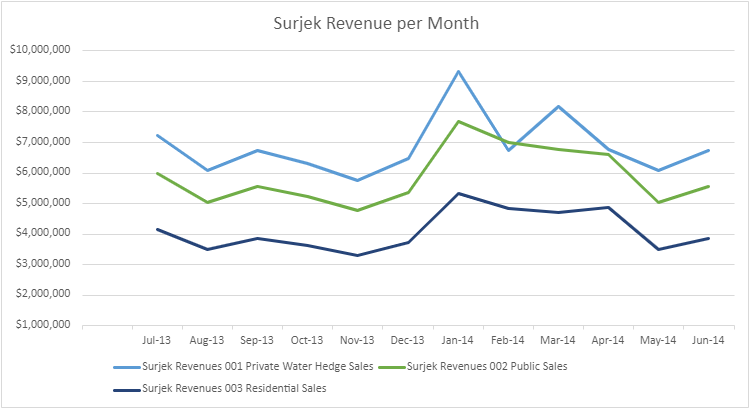 Surjek Revenue per Month
$10,000,000
$9,000,000
$8,000,000
$7,000,000
$6,000,000
$5,000,000
$4,000,000
$3,000,000
$2,000,000
$1,000,000
Jul-13 Aug-13 Sep-13 Oct-13 Nov-13 Dec-13 Jan-14 Feb-14 Mar-14 Apr-14 May-14 Jun-14
Surjek Revenues 001 Private Water Hedge Sales Surjek Revenues 002 Public Sales
Surjek Revenues 003 Residential Sales